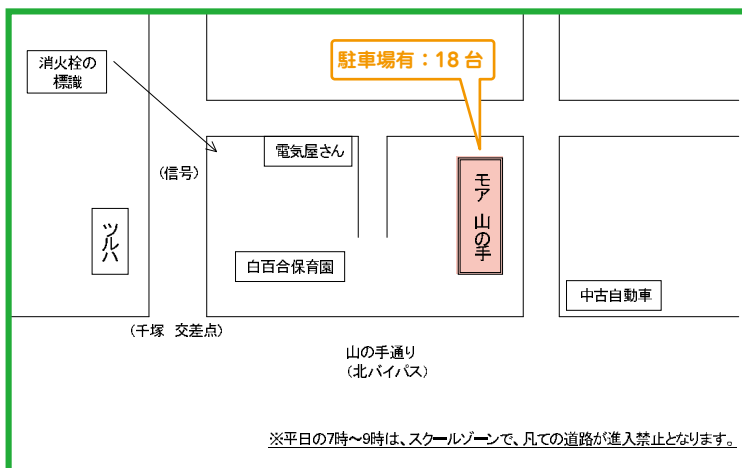 消火栓の
標識
駐車場有：18 台
電気屋さん
(信号)
モア 山の手
ツルハ
白百合保育園
中古自動車
(千塚 交差点)
山の手通り
(北バイパス)
※平日の7時～9時は、スクールゾーンで、凡ての道路が進入禁止となります。